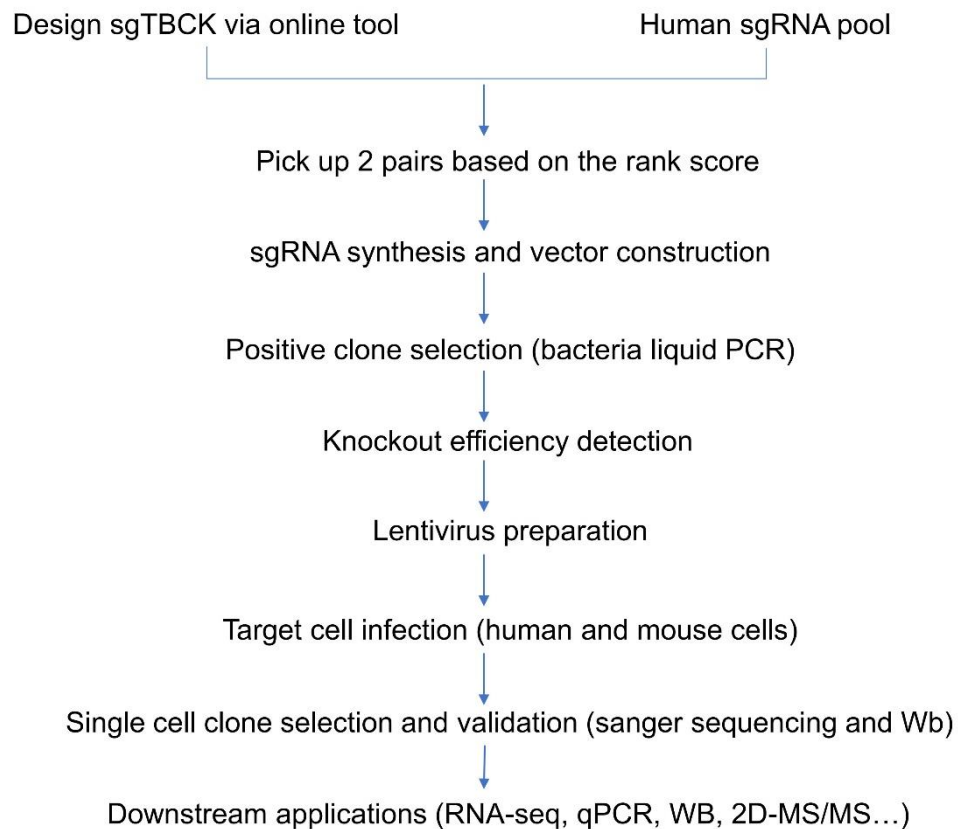 Design sgTBCK via online tool
Human sgRNA pool
Pick up 2 pairs based on the rank score
sgRNA synthesis and vector construction
Positive clone selection (bacteria liquid PCR)
Knockout efficiency detection
Lentivirus preparation
Target cell infection (human and mouse cells)
Single cell clone selection and validation (sanger sequencing and Wb)
Downstream applications (RNA-seq, qPCR, WB, 2D-MS/MS…)